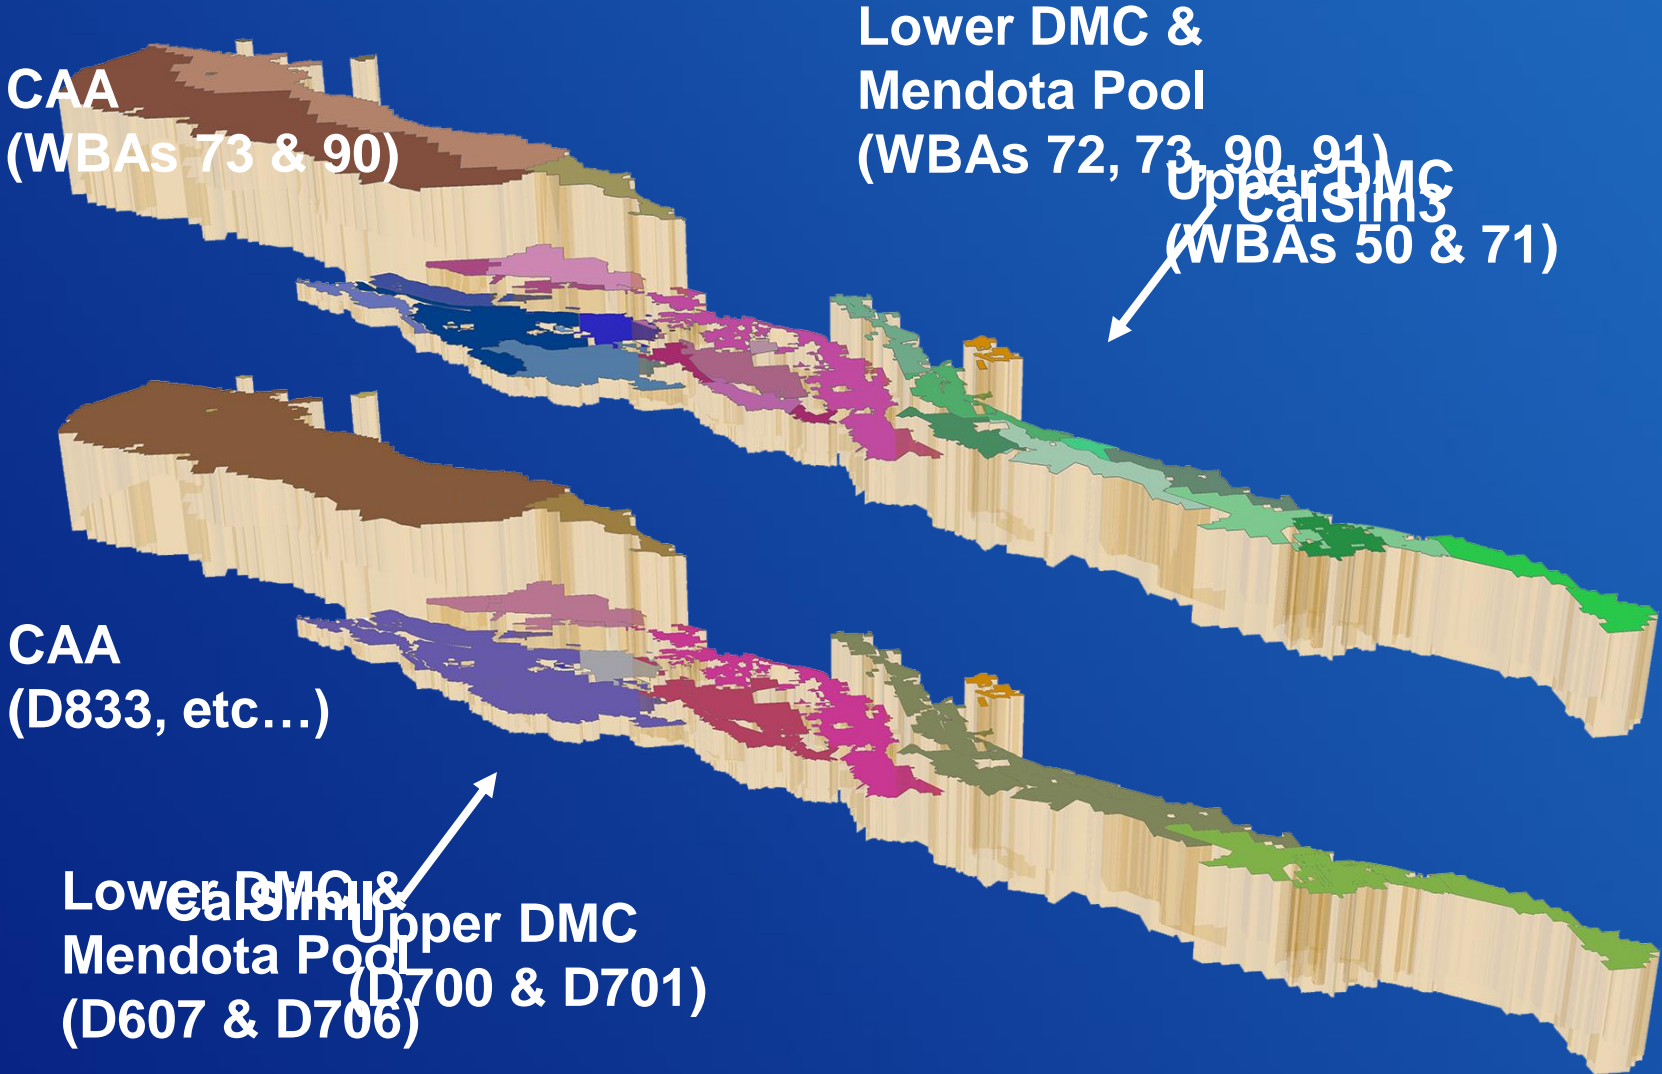 CAA
(WBAs 73 & 90)
Lower DMC &
Mendota Pool
(WBAs 72, 73, 90, 91)
Upper DMC
(WBAs 50 & 71)
CalSim3
CAA
(D833, etc…)
Lower DMC &
Mendota Pool
(D607 & D706)
CalSimII
Upper DMC
(D700 & D701)